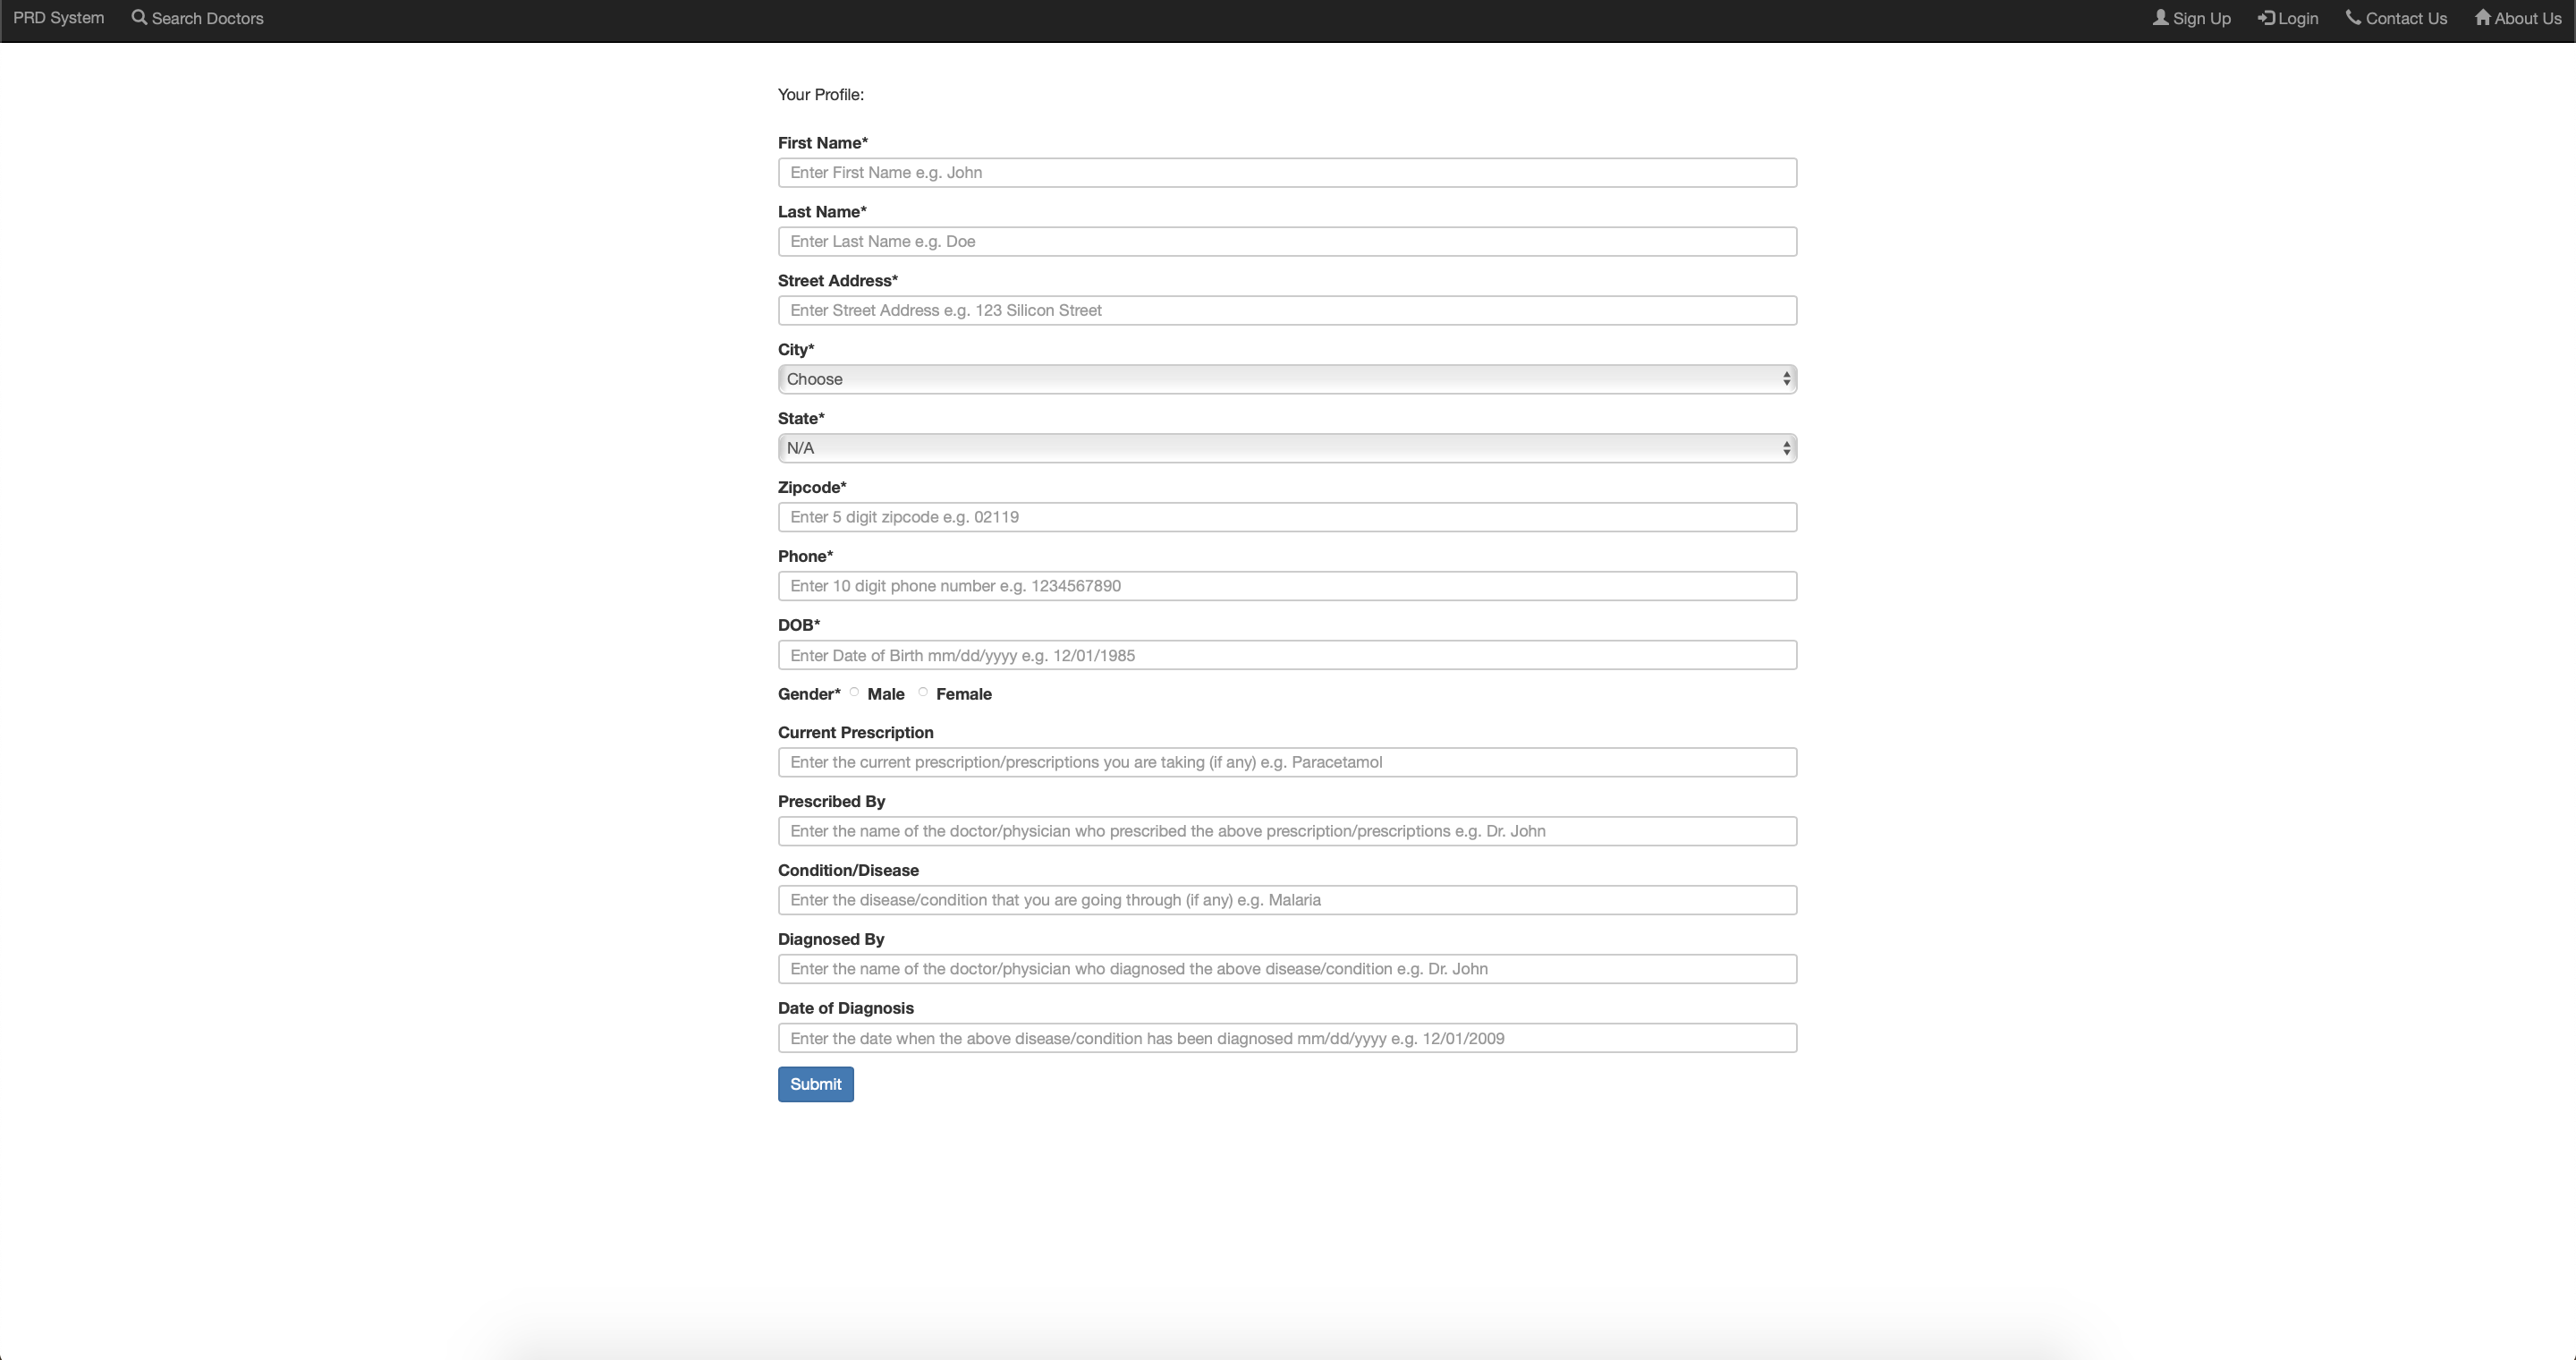 PRD System Search Doctors Sign Up Login Contact Us About Us
Your Profile:
First Name*
Enter First Name e.g. John
Last Name*
Enter Last Name e.g. Doe
Street Address*
Enter Street Address e.g. 123 Silicon Street
City*
Choose
State*
N/A
Zipcode*
Enter 5 digit zipcode e.g. 02119
Phone*
Enter 10 digit phone number e.g. 1234567890
DOB*
Enter Date of Birth mm/dd/yyyy e.g. 12/01/1985
Gender* Male Female
Current Prescription
Enter the current prescription/prescriptions you are taking (if any) e.g. Paracetamol
Prescribed By
Enter the name of the doctor/physician who prescribed the above prescription/prescriptions e.g. Dr. John
Condition/Disease
Enter the disease/condition that you are going through (if any) e.g. Malaria
Diagnosed By
Enter the name of the doctor/physician who diagnosed the above disease/condition e.g. Dr. John
Date of Diagnosis
Enter the date when the above disease/condition has been diagnosed mm/dd/yyyy e.g. 12/01/2009
Submit